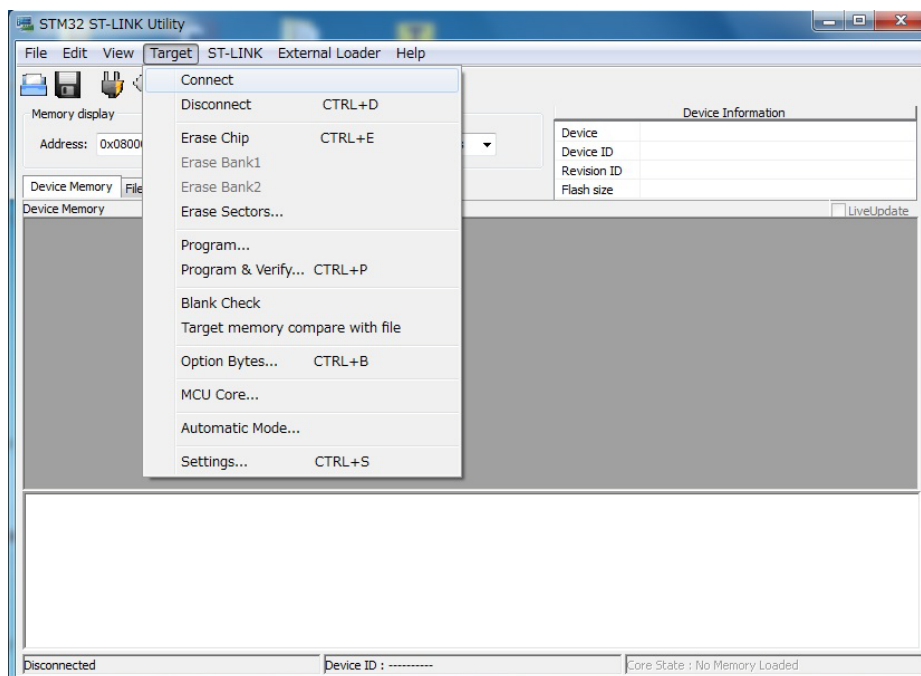 STM32 ST-LINK Utility
File Edit View Target ST-LINK External Loader Help
Connect
Disconnect CTRL+D
Erase Chip CTRL+E
Erase Bank1
Erase Bank2
Erase Sectors...
Program...
Program & Verify... CTRL+P
Blank Check
Target memory compare with file
Option Bytes... CTRL+B
MCU Core...
Automatic Mode...
Settings... CTRL+S
Memory display
Address: 0x0800
Device Information
Device
Device ID
Revision ID
Flash size
Device Memory File
Device Memory LiveUpdate
Disconnected Device ID : ---------- Core State : No Memory Loaded